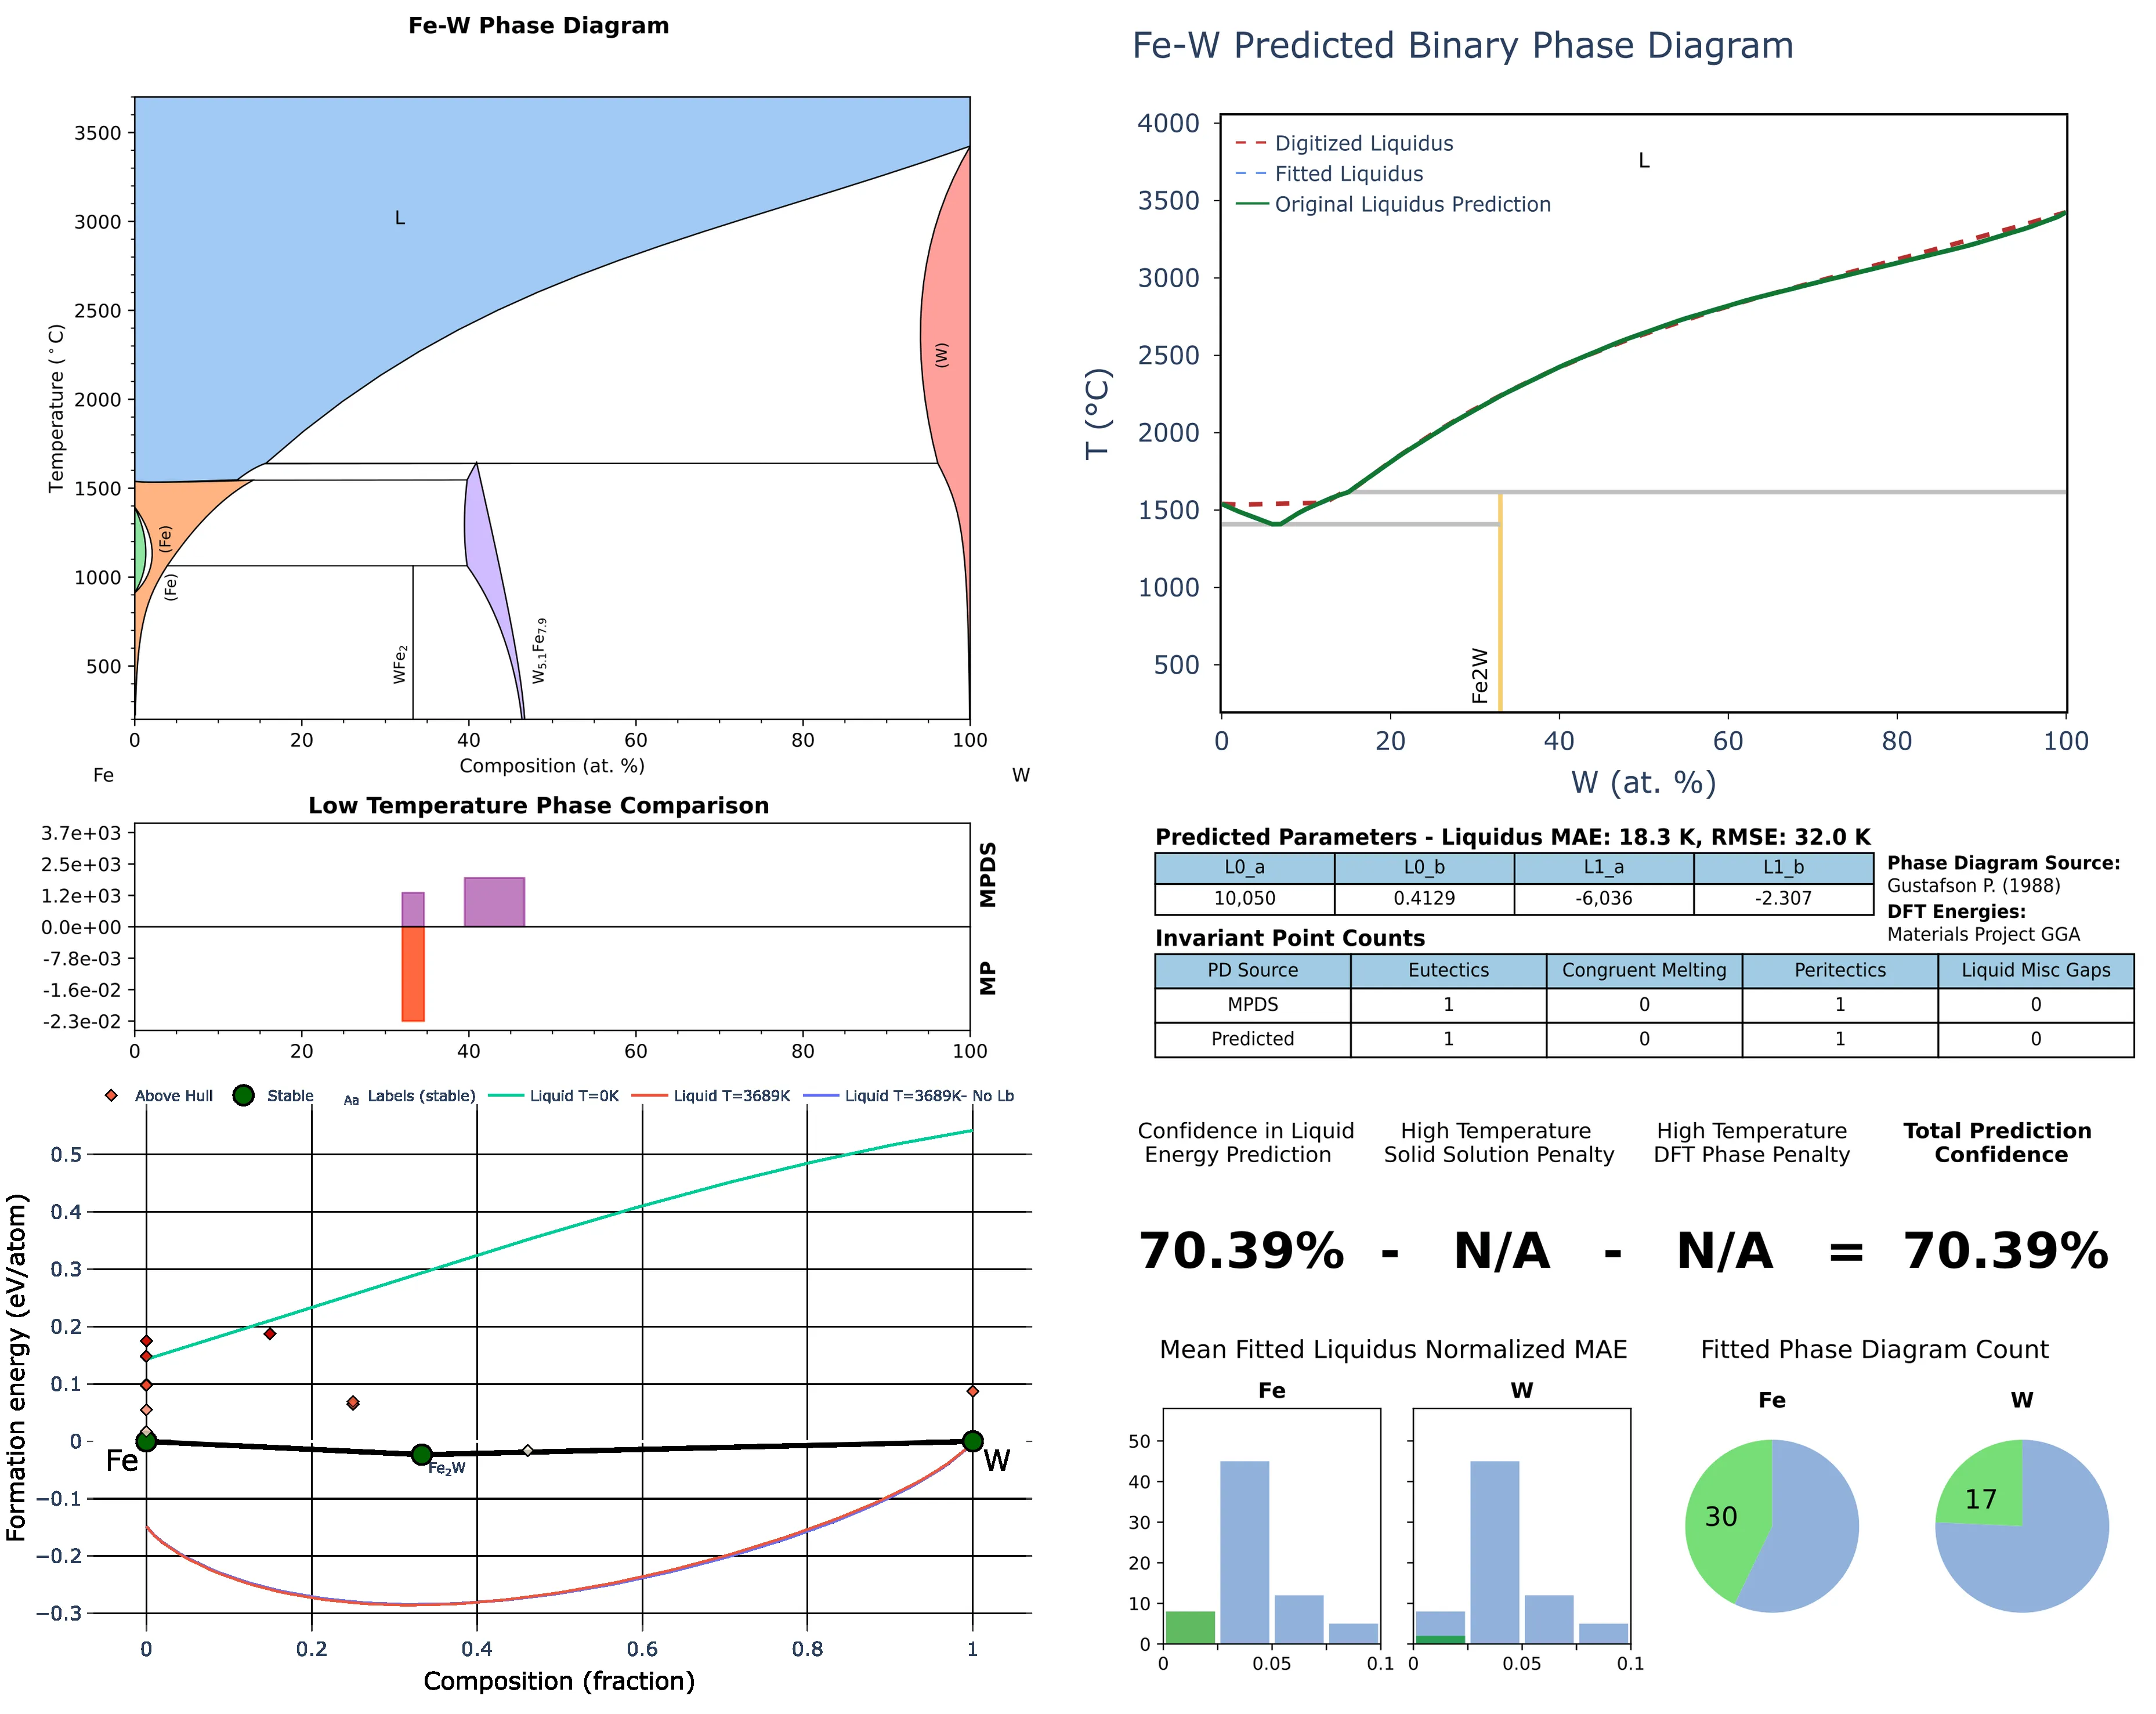 Fe-W Phase Diagram
3500
3000
2500
2000
1500
1000
500
Temperature (°C)
L
(W)
(Fe)
(Fe)
WFe2
W5.1Fe7.9
0 20 40 60 80 100
Composition (at. %)
Fe W
Low Temperature Phase Comparison
3.7e+03
2.5e+03
1.2e+03
0.0e+00
-7.8e-03
-1.6e-02
-2.3e-02
MPDS
MP
0 20 40 60 80 100
Above Hull Stable Aa Labels (stable) Liquid T=0K Liquid T=3689K Liquid T=3689K- No Lb
0.5
0.4
0.3
0.2
0.1
0
−0.1
−0.2
−0.3
Formation energy (eV/atom)
Fe
Fe2W
W
0 0.2 0.4 0.6 0.8 1
Composition (fraction)
Fe-W Predicted Binary Phase Diagram
4000
3500
3000
2500
2000
1500
1000
500
T (°C)
Digitized Liquidus
Fitted Liquidus
Original Liquidus Prediction
L
Fe2W
0 20 40 60 80 100
W (at. %)
Predicted Parameters - Liquidus MAE: 18.3 K, RMSE: 32.0 K
L0_a L0_b L1_a L1_b
10,050 0.4129 -6,036 -2.307
Phase Diagram Source:
Gustafson P. (1988)
DFT Energies:
Materials Project GGA
Invariant Point Counts
PD Source Eutectics Congruent Melting Peritectics Liquid Misc Gaps
MPDS 1 0 1 0
Predicted 1 0 1 0
Confidence in Liquid
Energy Prediction
High Temperature
Solid Solution Penalty
High Temperature
DFT Phase Penalty
Total Prediction
Confidence
70.39% - N/A - N/A = 70.39%
Mean Fitted Liquidus Normalized MAE
Fe W
50
40
30
20
10
0
0 0.05 0.1
0 0.05 0.1
Fitted Phase Diagram Count
Fe W
30
17